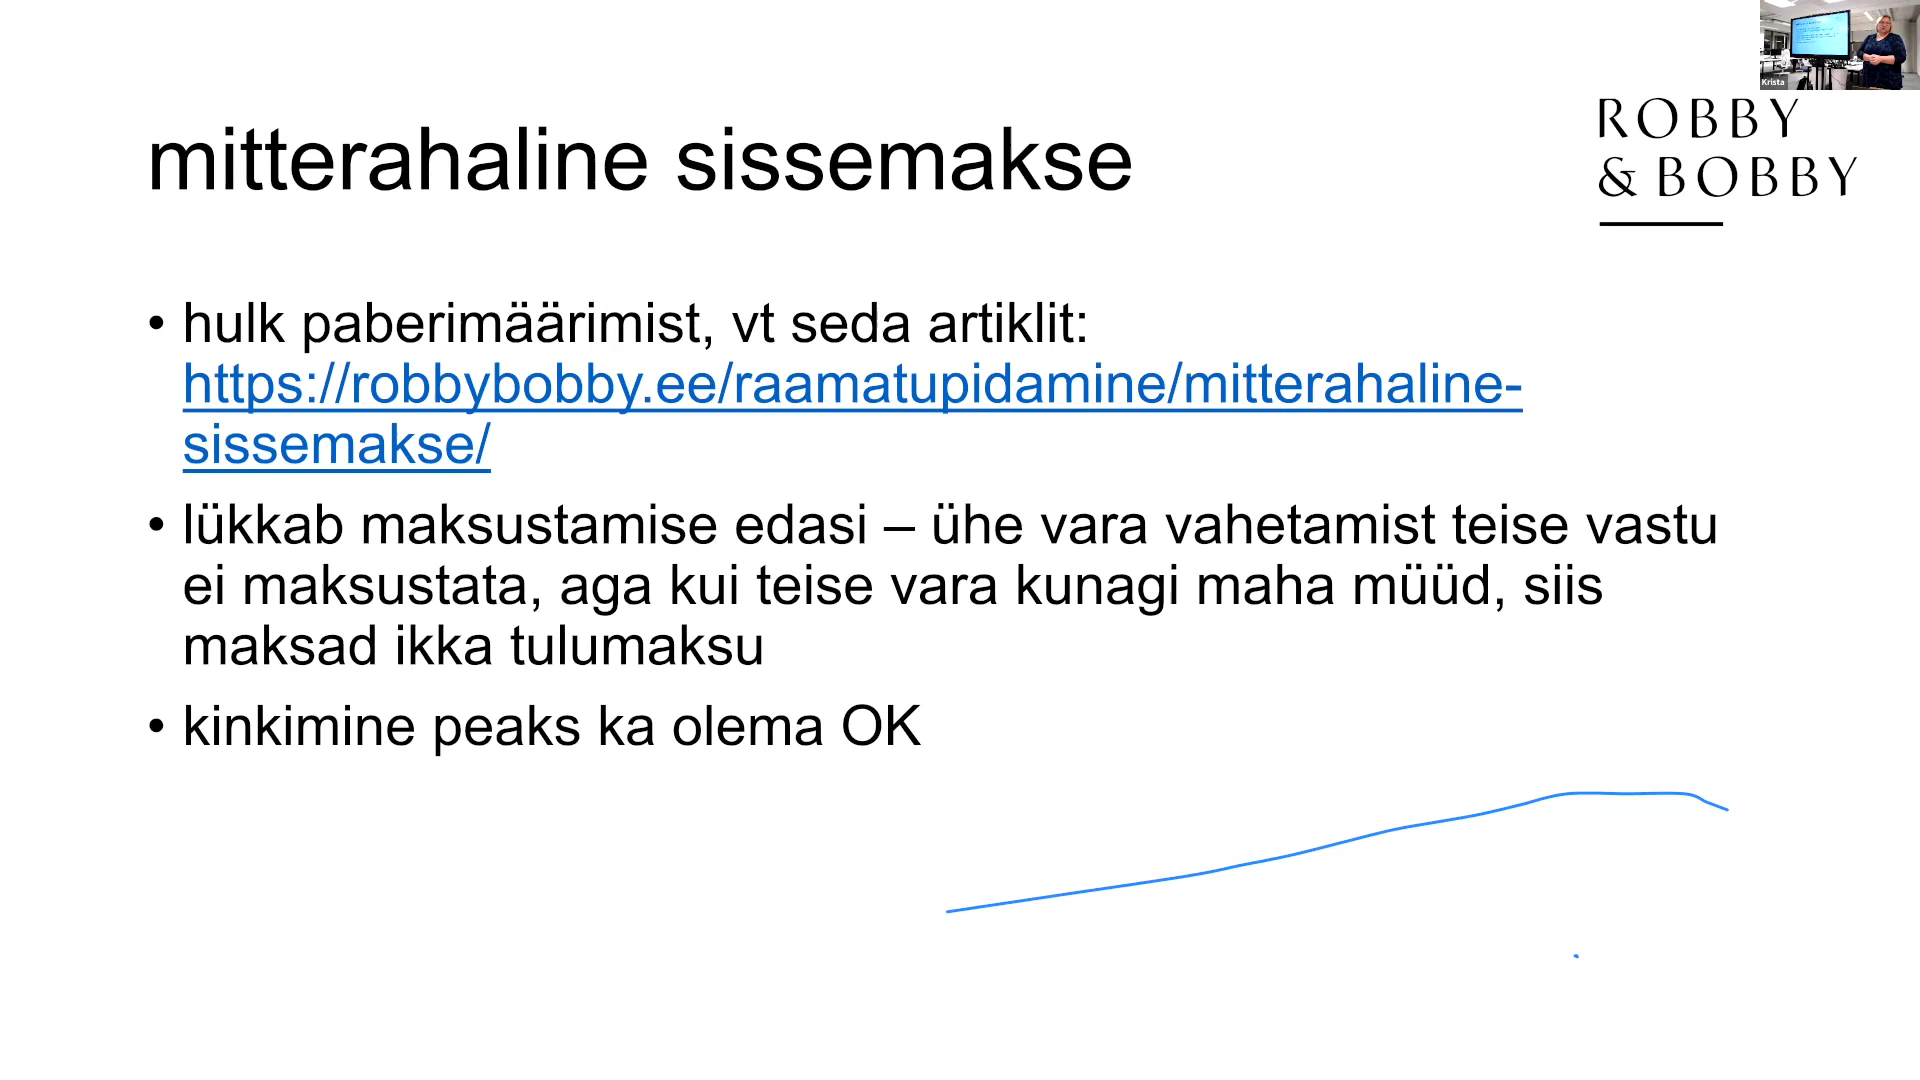 Krista
ROBBY
& BOBBY
mitterahaline sissemakse
• hulk paberimäärimist, vt seda artiklit:
https://robbybobby.ee/raamatupidamine/mitterahaline-
sissemakse/
• lükkab maksustamise edasi – ühe vara vahetamist teise vastu
ei maksustata, aga kui teise vara kunagi maha müüd, siis
maksad ikka tulumaksu
• kinkimine peaks ka olema OK